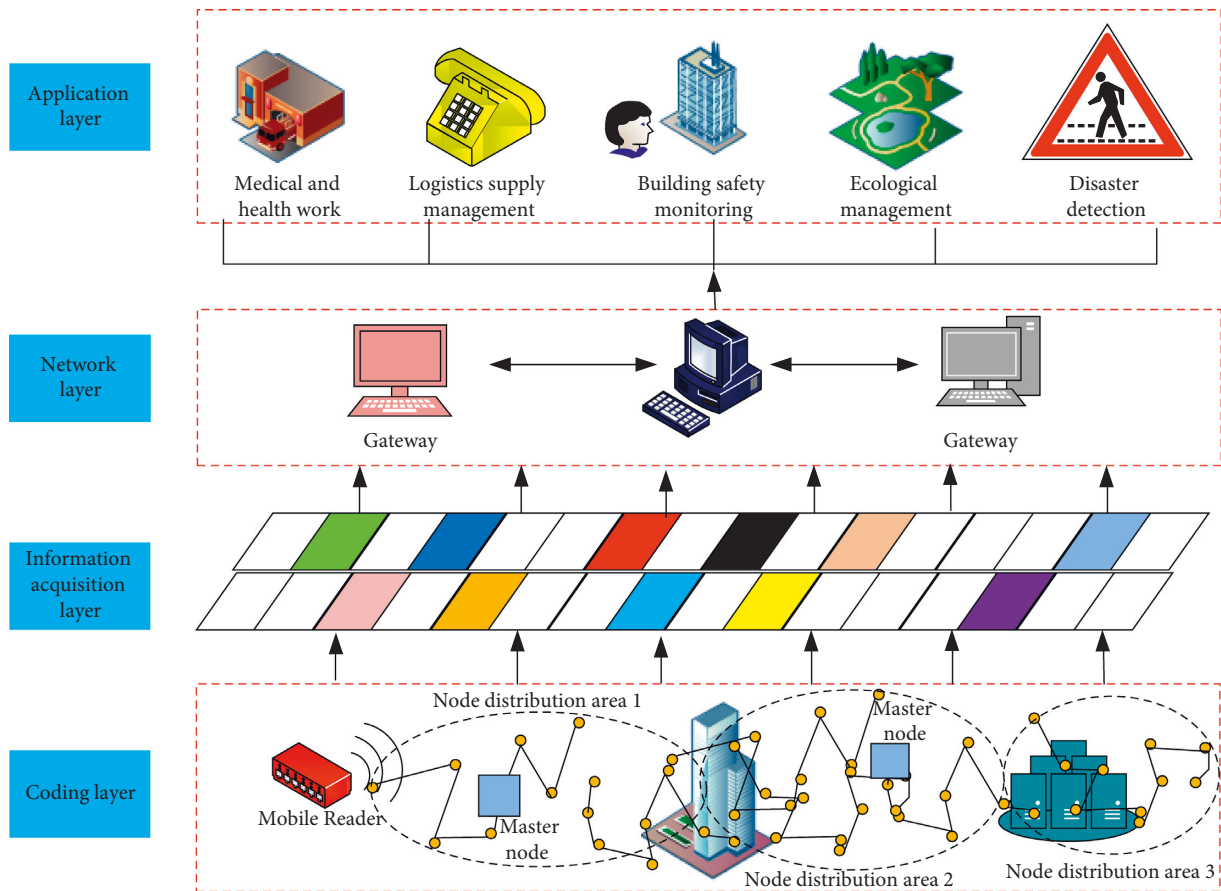 Application
layer
Medical and
health work
Logistics supply
management
Building safety
monitoring
Ecological
management
Disaster
detection
Network
layer
Gateway
Gateway
Information
acquisition
layer
Coding layer
Node distribution area 1
Mobile Reader
Master
node
Master
node
Node distribution area 2
Node distribution area 3